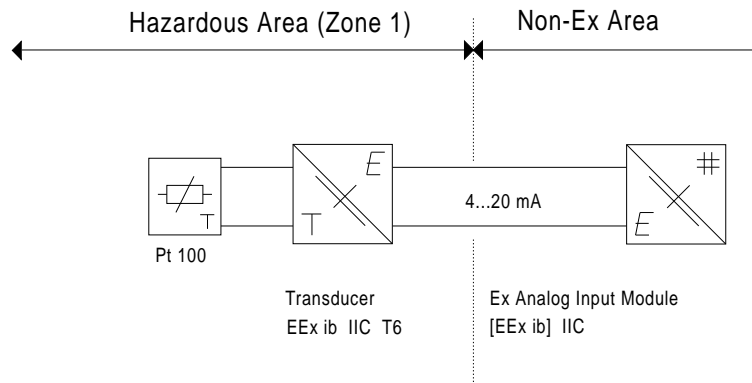 Hazardous Area (Zone 1)
Non-Ex Area
E
#
T
4...20 mA
T
E
Pt 100
Transducer
EEx ib IIC T6
Ex Analog Input Module
[EEx ib] IIC